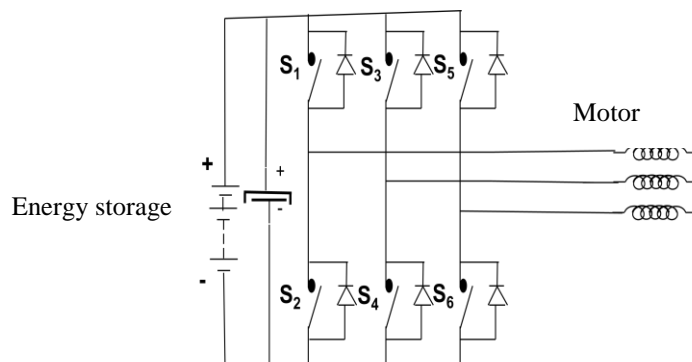 S1 S3 S5
Motor
+
+
Energy storage
-
-
S2 S4 S6